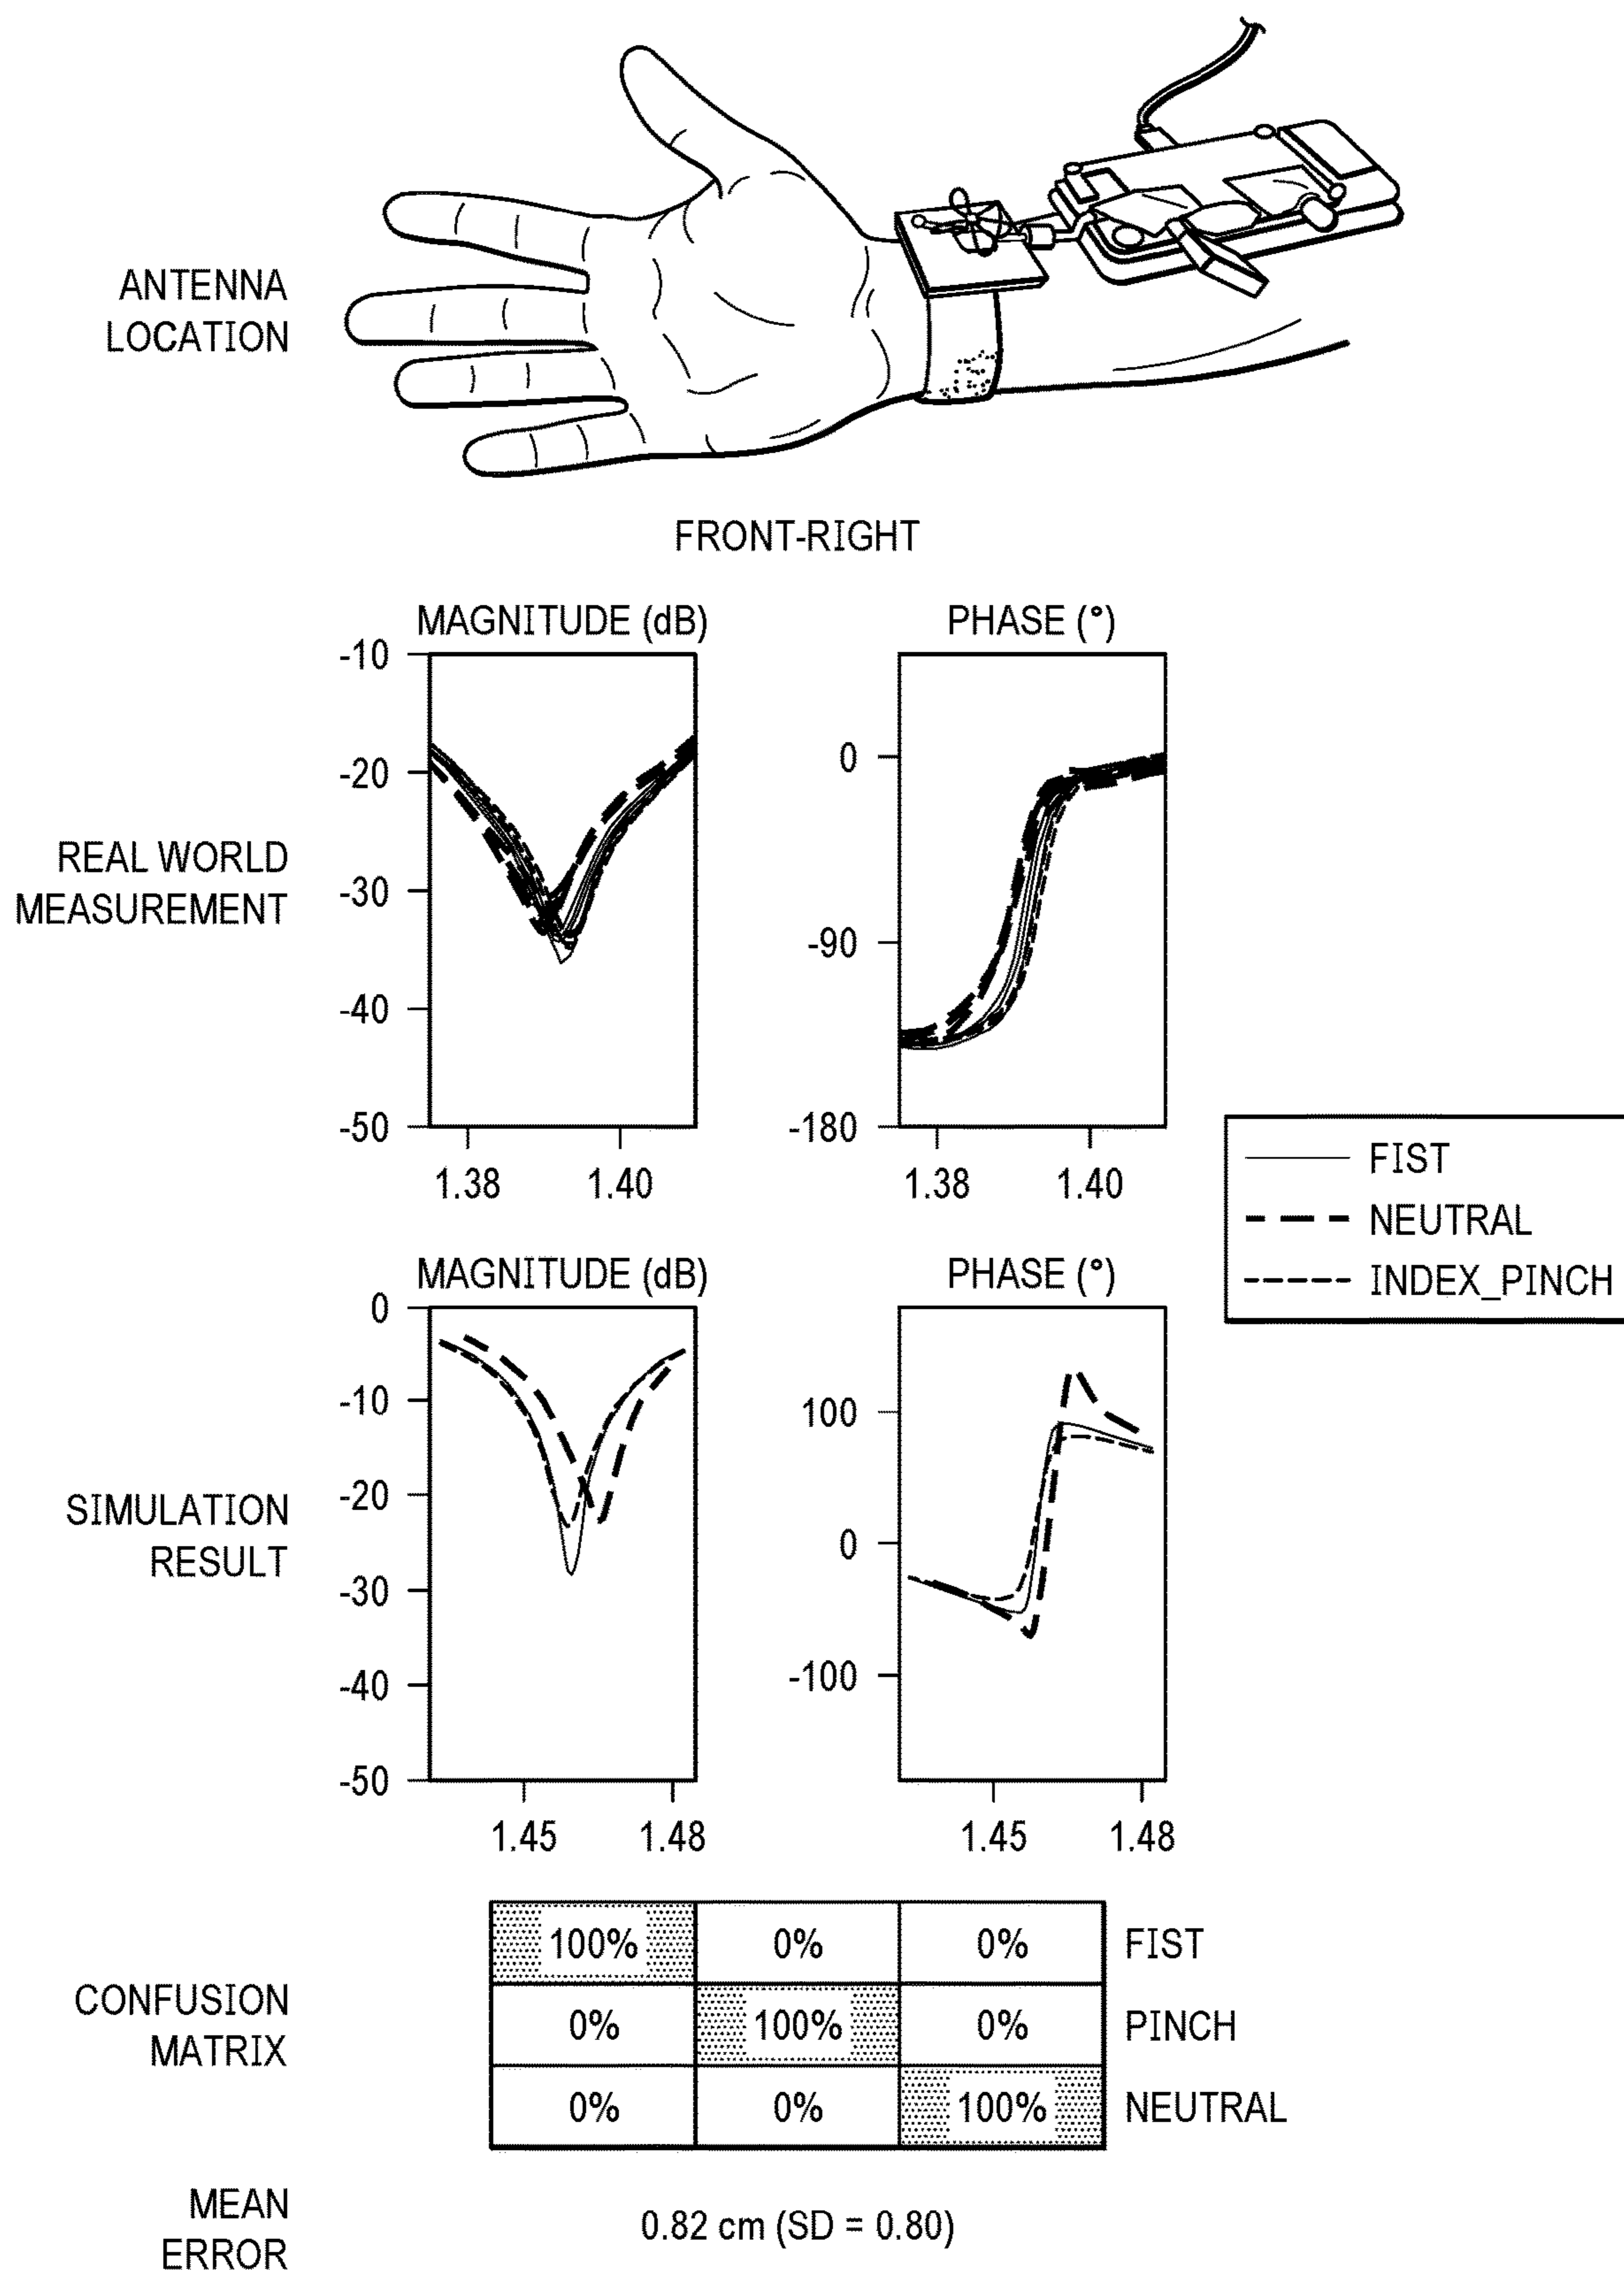 ANTENNA
LOCATION
FRONT-RIGHT
MAGNITUDE (dB)
PHASE (°)
-10
-20
-30
-40
-50
0
-90
-180
REAL WORLD
MEASUREMENT
1.38
1.40
1.38
1.40
FIST
NEUTRAL
INDEX_PINCH
MAGNITUDE (dB)
PHASE (°)
0
-10
-20
-30
-40
-50
100
0
-100
SIMULATION
RESULT
1.45
1.48
1.45
1.48
CONFUSION
MATRIX
100% 0% 0% FIST
0% 100% 0% PINCH
0% 0% 100% NEUTRAL
MEAN
ERROR
0.82 cm (SD = 0.80)